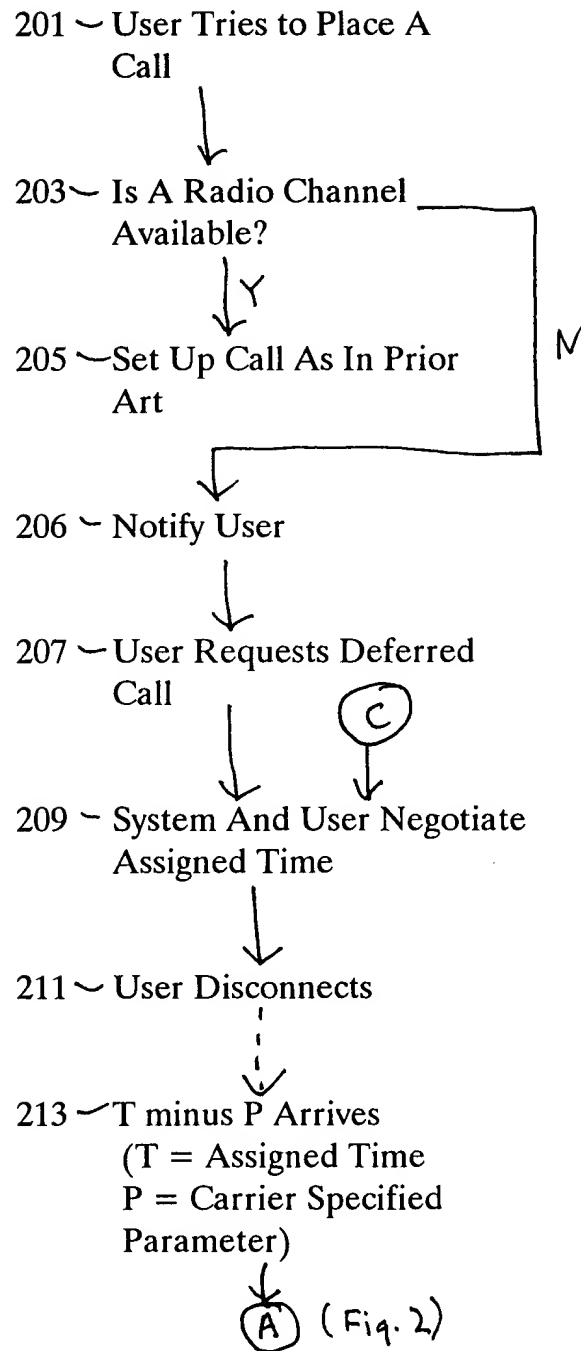 201 User Tries to Place A
Call
203 Is A Radio Channel
Available?
Y
N
205 Set Up Call As In Prior
Art
206 Notify User
207 User Requests Deferred
Call
C
209 System And User Negotiate
Assigned Time
211 User Disconnects
213 T minus P Arrives
(T = Assigned Time
P = Carrier Specified
Parameter)
A (Fig. 2)